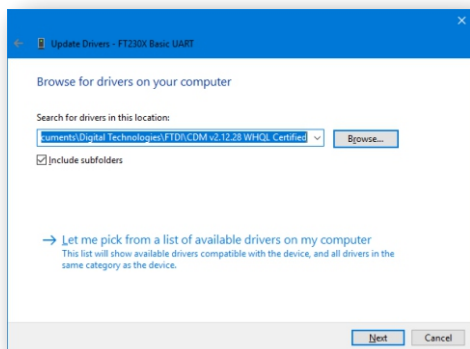 Update Drivers - FT230X Basic UART
Browse for drivers on your computer
Search for drivers in this location:
cuments\Digital Technologies\FTDI\CDM v2.12.28 WHQL Certified
Browse...
Include subfolders
Let me pick from a list of available drivers on my computer
This list will show available drivers compatible with the device, and all drivers in the
same category as the device.
Next Cancel